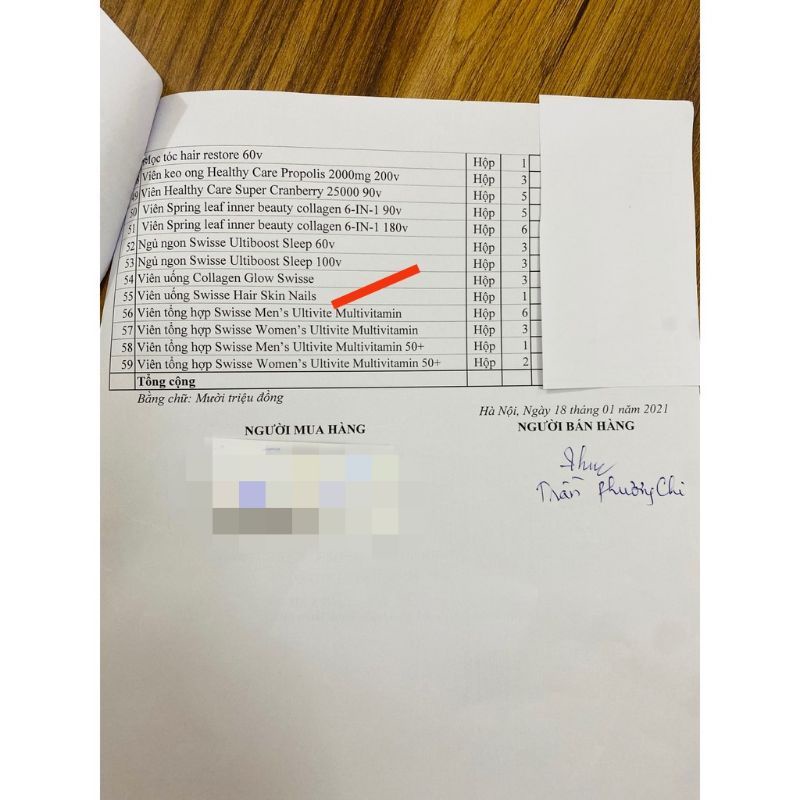 Mọc tóc hair restore 60v Hộp 1
Viên keo ong Healthy Care Propolis 2000mg 200v Hộp 3
49 Viên Healthy Care Super Cranberry 25000 90v Hộp 5
50 Viên Spring leaf inner beauty collagen 6-IN-1 90v Hộp 5
51 Viên Spring leaf inner beauty collagen 6-IN-1 180v Hộp 6
52 Ngủ ngon Swisse Ultiboost Sleep 60v Hộp 3
53 Ngủ ngon Swisse Ultiboost Sleep 100v Hộp 3
54 Viên uống Collagen Glow Swisse Hộp 3
55 Viên uống Swisse Hair Skin Nails Hộp 1
56 Viên tổng hợp Swisse Men's Ultivite Multivitamin Hộp 6
57 Viên tổng hợp Swisse Women's Ultivite Multivitamin Hộp 3
58 Viên tổng hợp Swisse Men's Ultivite Multivitamin 50+ Hộp 1
59 Viên tổng hợp Swisse Women's Ultivite Multivitamin 50+ Hộp 2
Tổng cộng
Bằng chữ: Mười triệu đồng
Hà Nội, Ngày 18 tháng 01 năm 2021
NGƯỜI MUA HÀNG NGƯỜI BÁN HÀNG
Trần Phương Chi